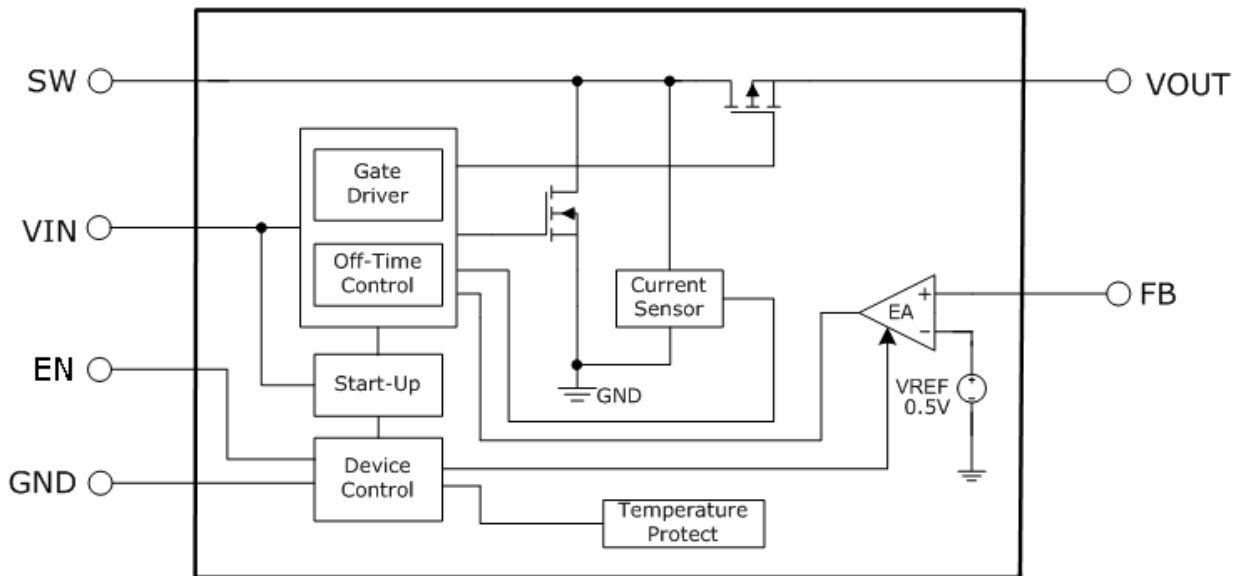 SW
VOUT
Gate
Driver
VIN
Off-Time
Control
Current
Sensor
+
EA
−
FB
EN
Start-Up
GND
VREF
0.5V
+
-
GND
Device
Control
Temperature
Protect